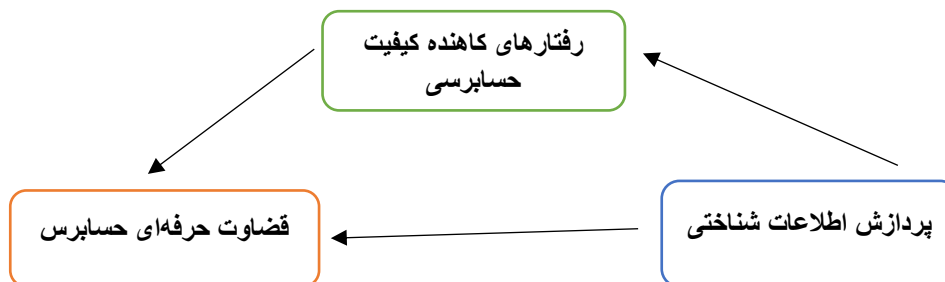 رفتارهای کاهنده کیفیت
حسابرسی
پردازش اطلاعات شناختی
قضاوت حرفه‌ای حسابرس